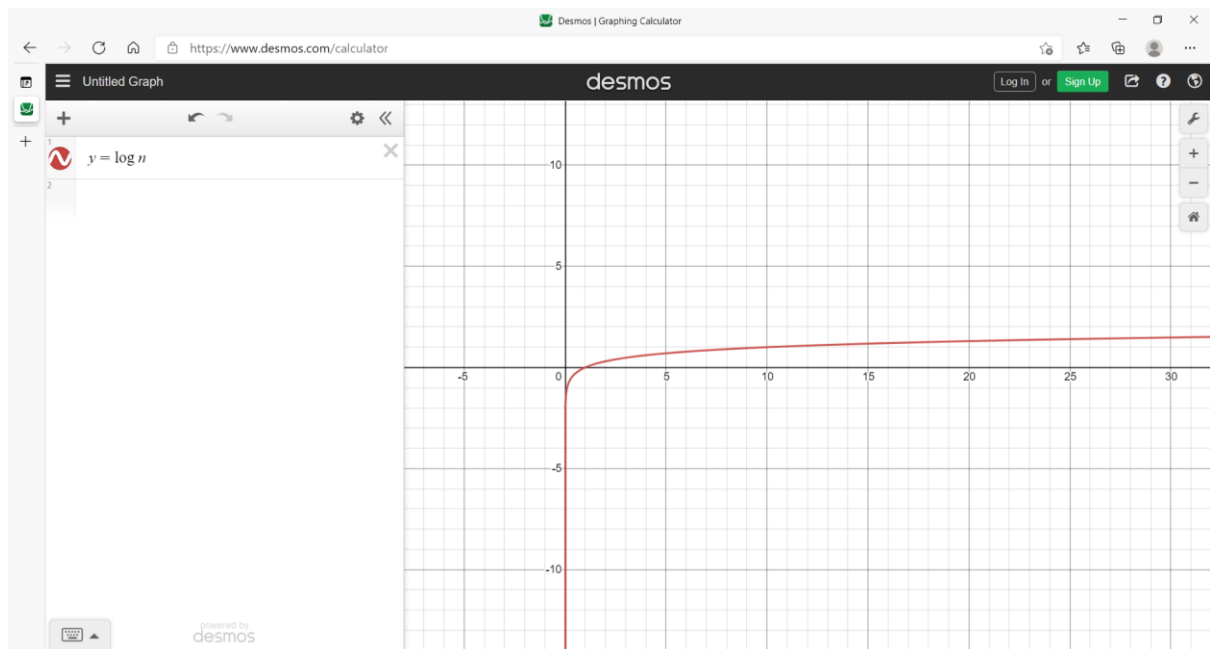 Desmos | Graphing Calculator
https://www.desmos.com/calculator
Untitled Graph
desmos
Log In or Sign Up
1
y = log n
2
10
5
-5 0 5 10 15 20 25 30
-5
-10
powered by
desmos